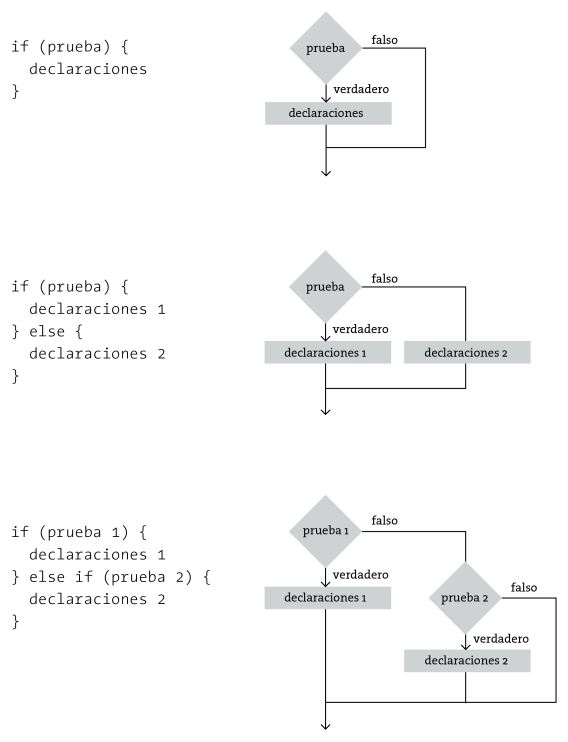 if (prueba) {
  declaraciones
}
prueba
falso
verdadero
declaraciones
if (prueba) {
  declaraciones 1
} else {
  declaraciones 2
}
prueba
falso
verdadero
declaraciones 1
declaraciones 2
if (prueba 1) {
  declaraciones 1
} else if (prueba 2) {
  declaraciones 2
}
prueba 1
falso
verdadero
declaraciones 1
prueba 2
falso
verdadero
declaraciones 2